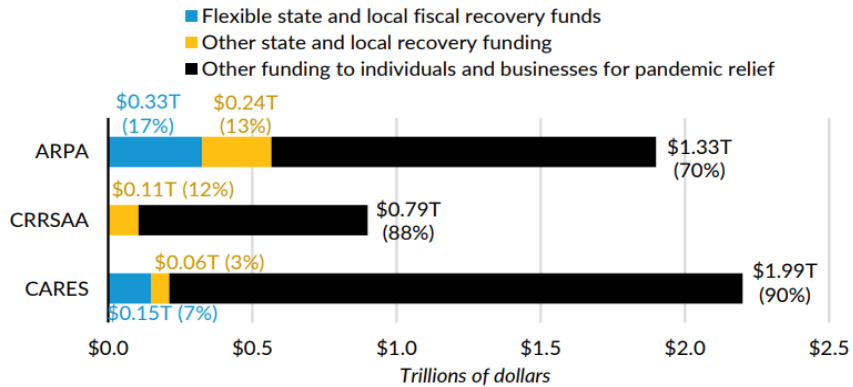 Flexible state and local fiscal recovery funds
Other state and local recovery funding
Other funding to individuals and businesses for pandemic relief
$0.33T
(17%)
$0.24T
(13%)
ARPA
$1.33T
(70%)
$0.11T (12%)
CRRSAA
$0.79T
(88%)
$0.06T (3%)
CARES
$1.99T
(90%)
$0.15T (7%)
$0.0 $0.5 $1.0 $1.5 $2.0 $2.5
Trillions of dollars